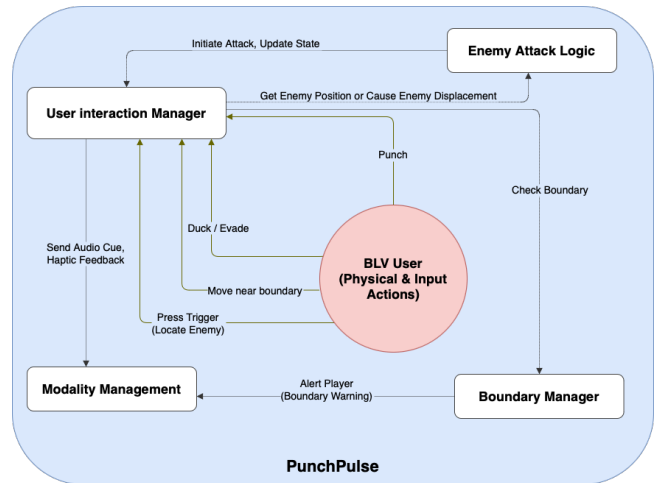 Initiate Attack, Update State
Enemy Attack Logic
User interaction Manager
Get Enemy Position or Cause Enemy Displacement
Punch
Check Boundary
Duck / Evade
Send Audio Cue,
Haptic Feedback
BLV User
(Physical & Input
Actions)
Move near boundary
Press Trigger
(Locate Enemy)
Modality Management
Alert Player
(Boundary Warning)
Boundary Manager
PunchPulse